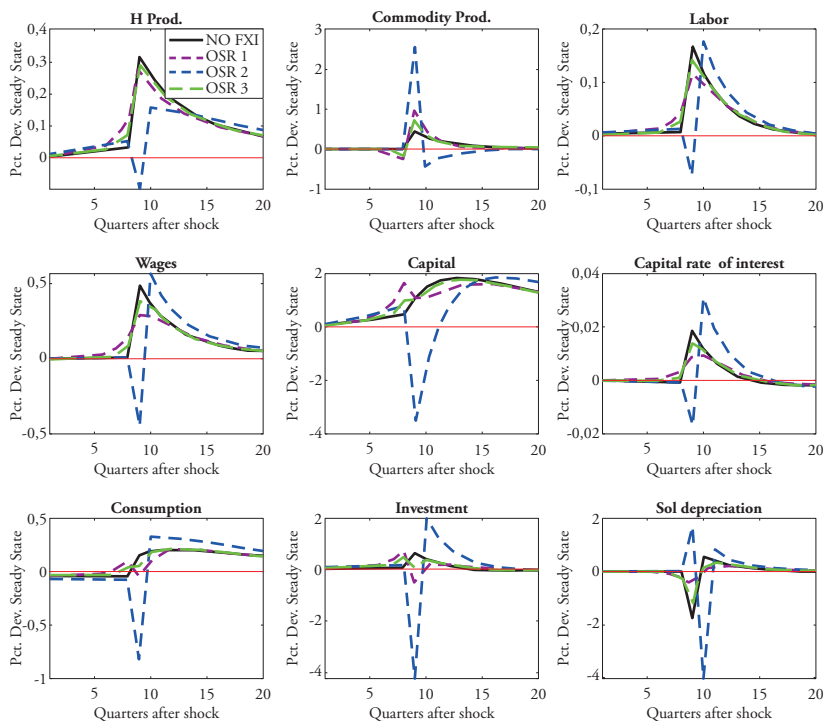 H Prod.
Commodity Prod.
Labor
Pct. Dev. Steady State
0,4
0,3
0,2
0,1
0
5
10
15
20
Quarters after shock
NO FXI
OSR 1
OSR 2
OSR 3
Pct. Dev. Steady State
3
2
1
0
-1
5
10
15
20
Quarters after shock
Pct. Dev. Steady State
0,2
0,1
0
-0,1
5
10
15
20
Quarters after shock
Wages
Capital
Capital rate of interest
Pct. Dev. Steady State
0,5
0
-0,5
5
10
15
20
Quarters after shock
Pct. Dev. Steady State
2
0
-2
-4
5
10
15
20
Quarters after shock
Pct. Dev. Steady State
0,04
0,02
0
-0,02
5
10
15
20
Quarters after shock
Consumption
Investment
Sol depreciation
Pct. Dev. Steady State
0,5
0
-0,5
-1
5
10
15
20
Quarters after shock
Pct. Dev. Steady State
2
0
-2
-4
5
10
15
20
Quarters after shock
Pct. Dev. Steady State
2
0
-2
-4
5
10
15
20
Quarters after shock